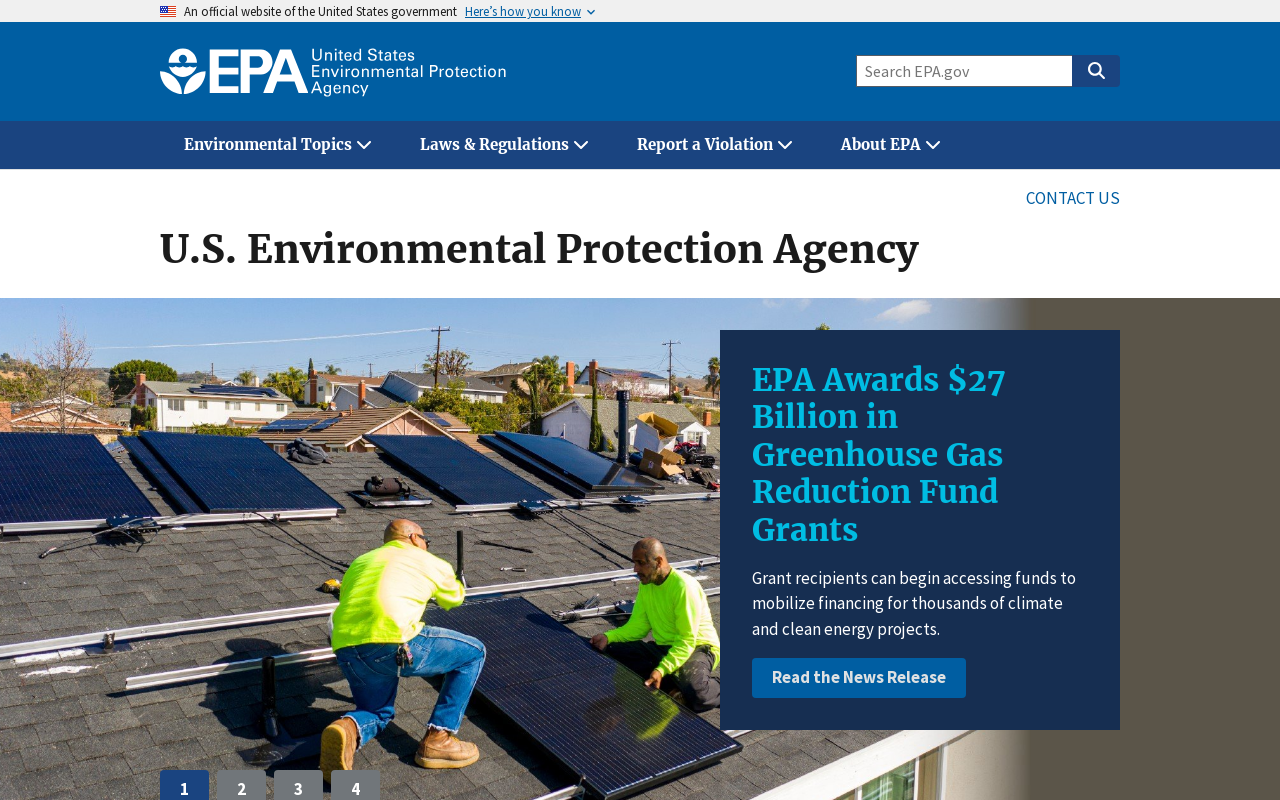 An official website of the United States government Here’s how you know
EPA United States
Environmental Protection
Agency
Search EPA.gov
Environmental Topics Laws & Regulations Report a Violation About EPA
CONTACT US
U.S. Environmental Protection Agency
EPA Awards $27
Billion in
Greenhouse Gas
Reduction Fund
Grants
Grant recipients can begin accessing funds to
mobilize financing for thousands of climate
and clean energy projects.
Read the News Release
1 2 3 4